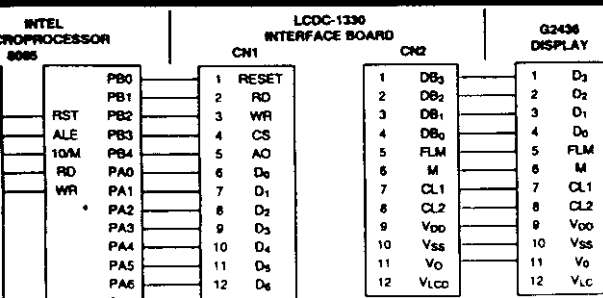 INTEL
CROPROCESSOR
8085
LCDC-1330
INTERFACE BOARD
CN1
CN2
G2436
DISPLAY
PB0 1 RESET 1 DB3 1 D3
PB1 2 RD 2 DB2 2 D2
RST PB2 3 WR 3 DB1 3 D1
ALE PB3 4 CS 4 DB0 4 D0
10/M PB4 5 AO 5 FLM 5 FLM
RD PA0 6 D0 6 M 6 M
WR PA1 7 D1 7 CL1 7 CL1
PA2 8 D2 8 CL2 8 CL2
PA3 9 D3 9 VDD 9 VDD
PA4 10 D4 10 VSS 10 VSS
PA5 11 D5 11 VO 11 V0
PA6 12 D6 12 VLCD 12 VLC